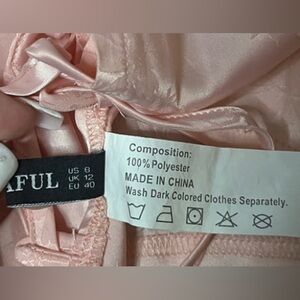 AFUL
US 8
UK 12
EU 40
Composition:
100% Polyester
MADE IN CHINA
Wash Dark Colored Clothes Separately.